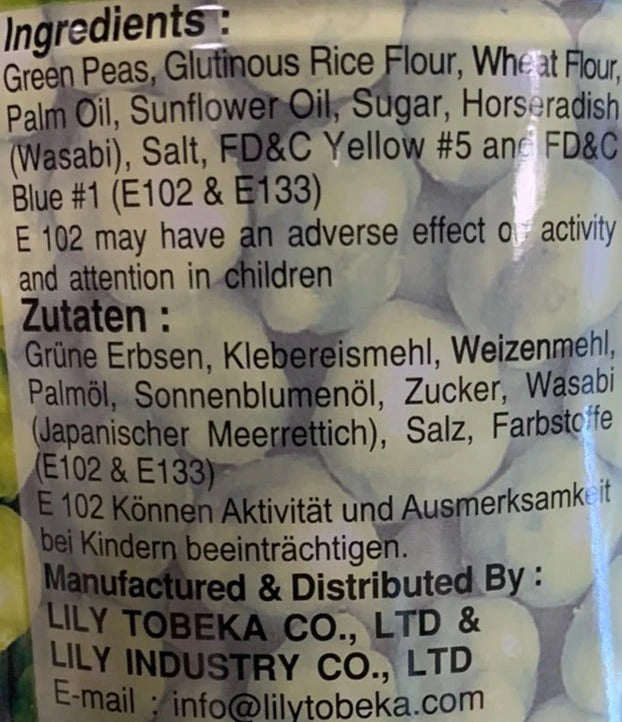 Ingredients :
Green Peas, Glutinous Rice Flour, Wheat Flour,
Palm Oil, Sunflower Oil, Sugar, Horseradish
(Wasabi), Salt, FD&C Yellow #5 and FD&C
Blue #1 (E102 & E133)
E 102 may have an adverse effect on activity
and attention in children
Zutaten :
Grüne Erbsen, Klebereismehl, Weizenmehl,
Palmöl, Sonnenblumenöl, Zucker, Wasabi
(Japanischer Meerrettich), Salz, Farbstoffe
(E102 & E133)
E 102 Können Aktivität und Ausmerksamkeit
bei Kindern beeinträchtigen.
Manufactured & Distributed By :
LILY TOBEKA CO., LTD &
LILY INDUSTRY CO., LTD
E-mail : info@lilytobeka.com